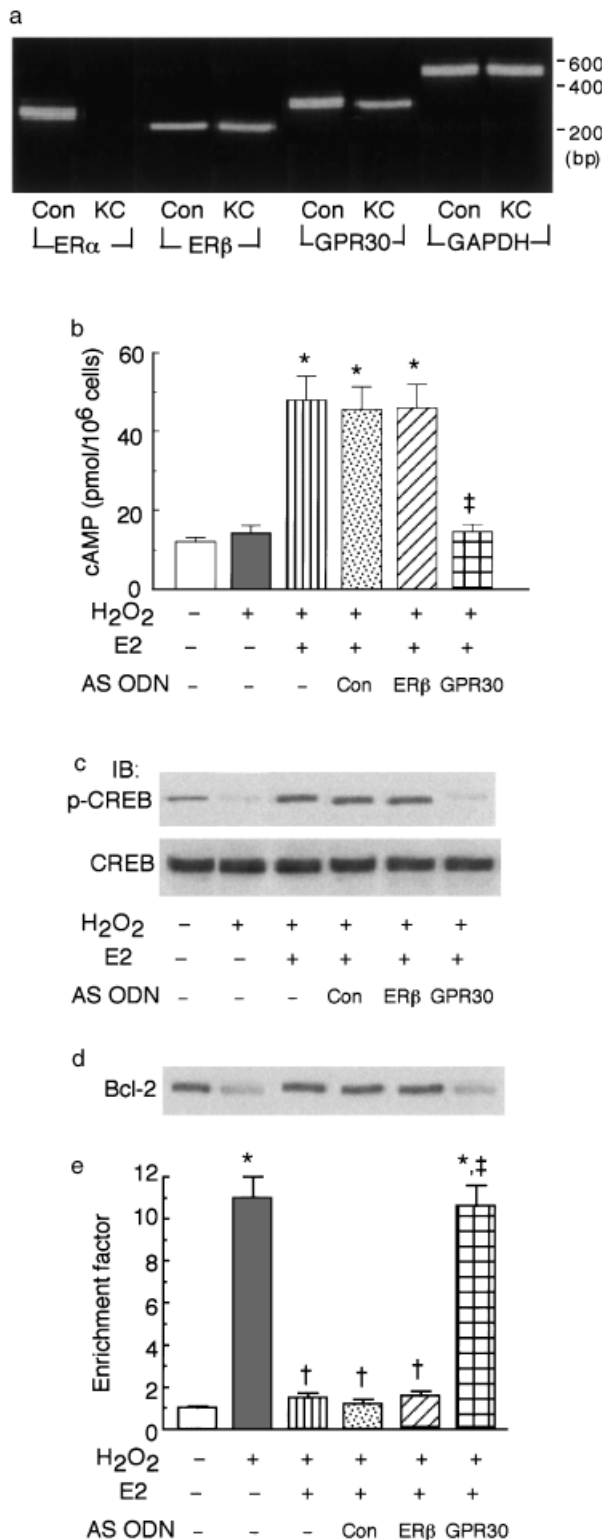 a
600
400
200
(bp)
Con KC Con KC Con KC Con KC
ERα ERβ GPR30 GAPDH
b
cAMP (pmol/10⁶ cells)
60
40
20
0
* * * ‡
H₂O₂ – + + + + +
E2 – – + + + +
AS ODN – – – Con ERβ GPR30
c IB:
p-CREB
CREB
H₂O₂ – + + + + +
E2 – – + + + +
AS ODN – – – Con ERβ GPR30
d
Bcl-2
e
Enrichment factor
12
10
8
6
4
2
0
* † † † *,‡
H₂O₂ – + + + + +
E2 – – + + + +
AS ODN – – – Con ERβ GPR30